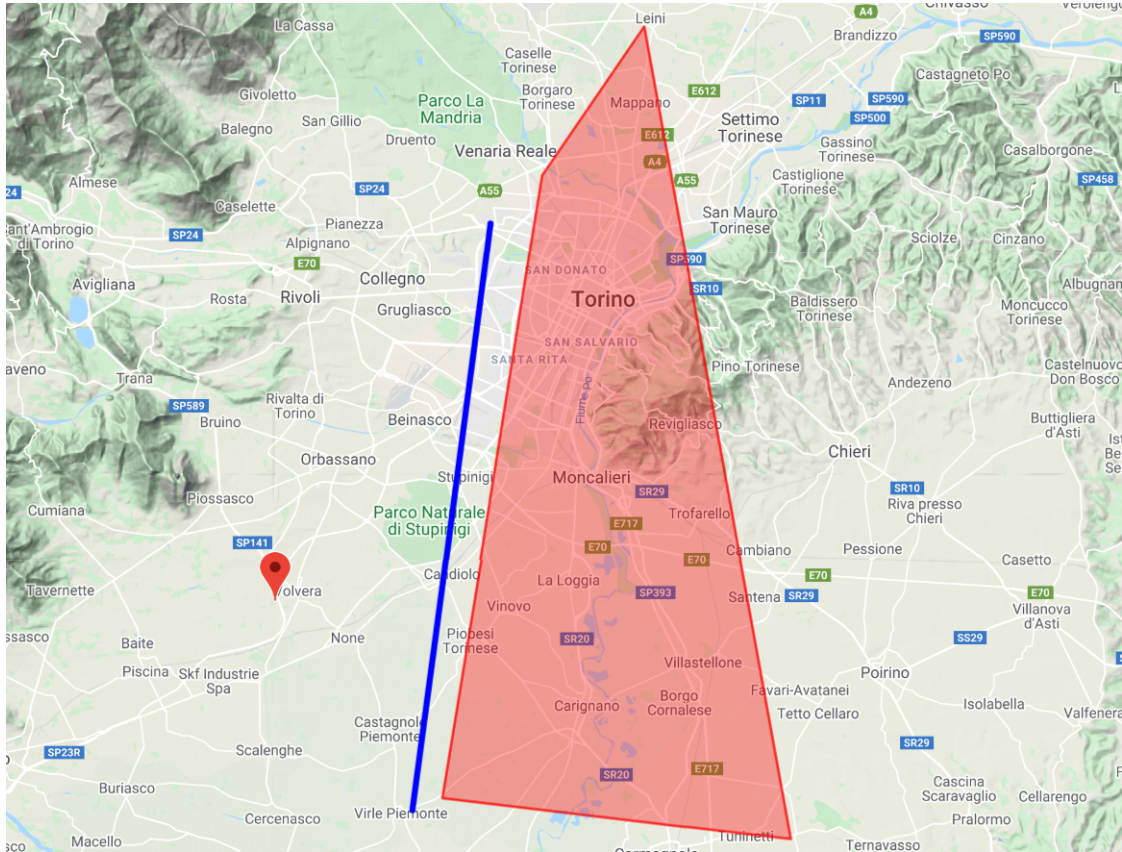 La Cassa
Leini
A4
Chivasso
Verolengo
Brandizzo
SP590
Caselle
Torinese
Castagneto Po
Givoletto
Parco La
Mandria
Borgaro
Torinese
Mappano
E612
SP11
SP590
San Gillio
Balegno
Settimo
Torinese
SP500
Druento
E612
Gassino
Torinese
Casalborgone
Venaria Reale
A4
Almese
SP24
A55
A55
Castiglione
Torinese
SP458
24
Caselette
Pianezza
San Mauro
Torinese
Sant'Ambrogio
di Torino
SP24
Alpignano
Sciolze
Cinzano
E70
Collegno
SAN DONATO
SP590
Avigliana
Rosta
Rivoli
Torino
SR10
Albugnan
Grugliasco
Baldissero
Torinese
Moncucco
Torinese
SAN SALVARIO
SANTA RITA
Pino Torinese
aveno
Trana
Castelnuovo
Don Bosco
Andezeno
Rivalta di
Torino
Fiume Po
SP589
Bruino
Beinasco
Revigliasco
Buttigliera
d'Asti
Chieri
Orbassano
Stupinigi
Moncalieri
Piossasco
SR29
SR10
Cumiana
Parco Naturale
di Stupinigi
Trofarello
Riva presso
Chieri
E717
SP141
E70
Cambiano
Pessione
Casetto
E70
Candiolo
La Loggia
E70
Tavernette
Volvera
SP393
Santena
SR29
E70
Vinovo
Villanova
d'Asti
None
Piobesi
Torinese
SR20
SS29
Baite
Piscina
Skf Industrie
Spa
Villastellone
Poirino
Favari-Avatanei
Carignano
Borgo
Cornalese
Tetto Cellaro
Isolabella
Castagnole
Piemonte
Valfenera
SP23R
Scalenghe
SR29
SR20
E717
Buriasco
Cascina
Scaravaglio
Cellarengo
Cercenasco
Virle Piemonte
Pralormo
Macello
Tuninetti
Ternavasso
Carmagnola